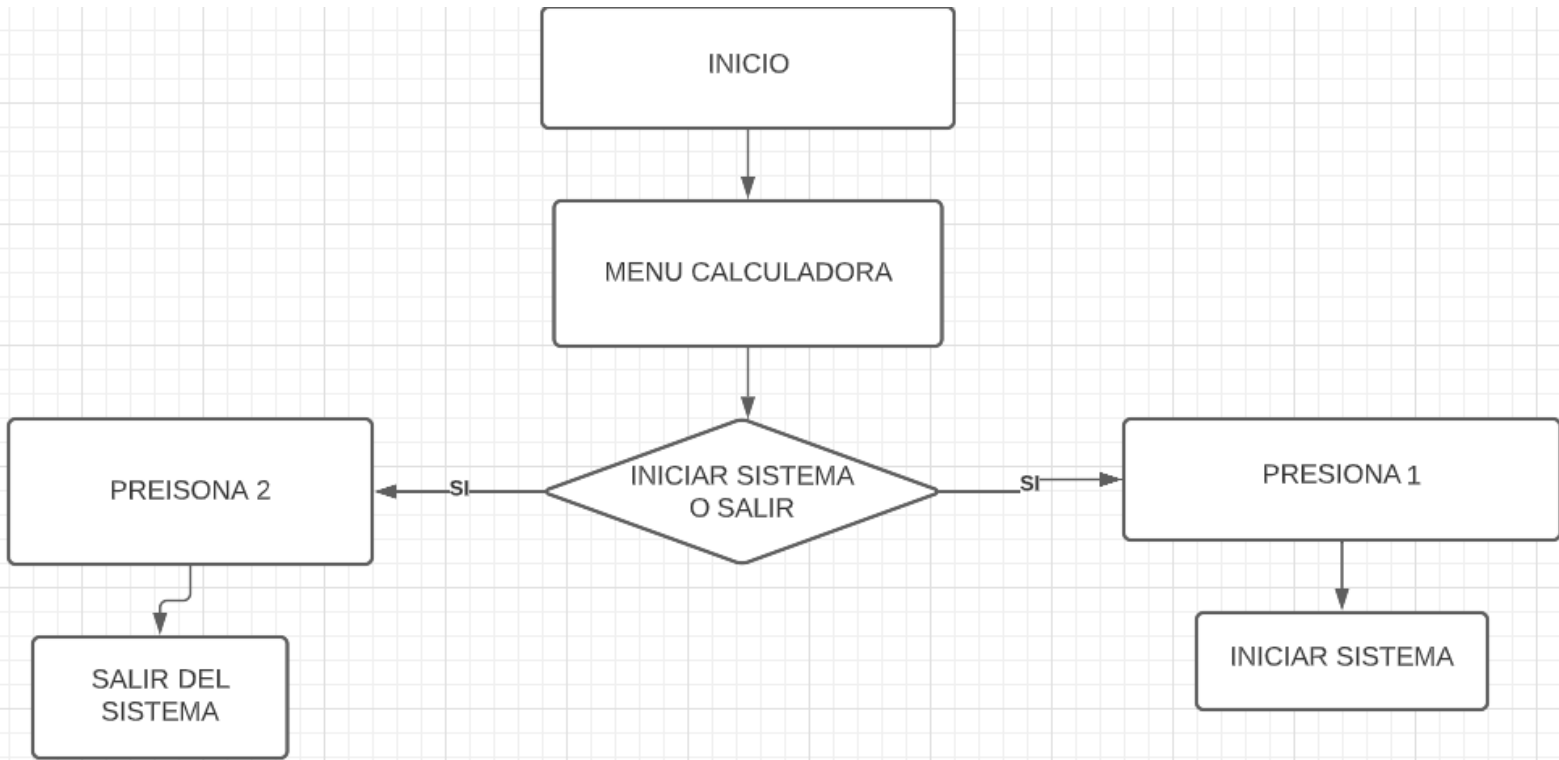 INICIO
MENU CALCULADORA
INICIAR SISTEMA
O SALIR
SI
SI
PREISONA 2
PRESIONA 1
SALIR DEL
SISTEMA
INICIAR SISTEMA